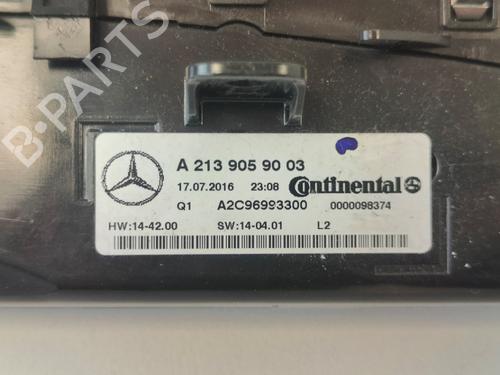 A 213 905 90 03
17.07.2016 23:08 Continental
Q1 A2C96993300 0000098374
HW:14-42.00 SW:14-04.01 L2
B-PARTS